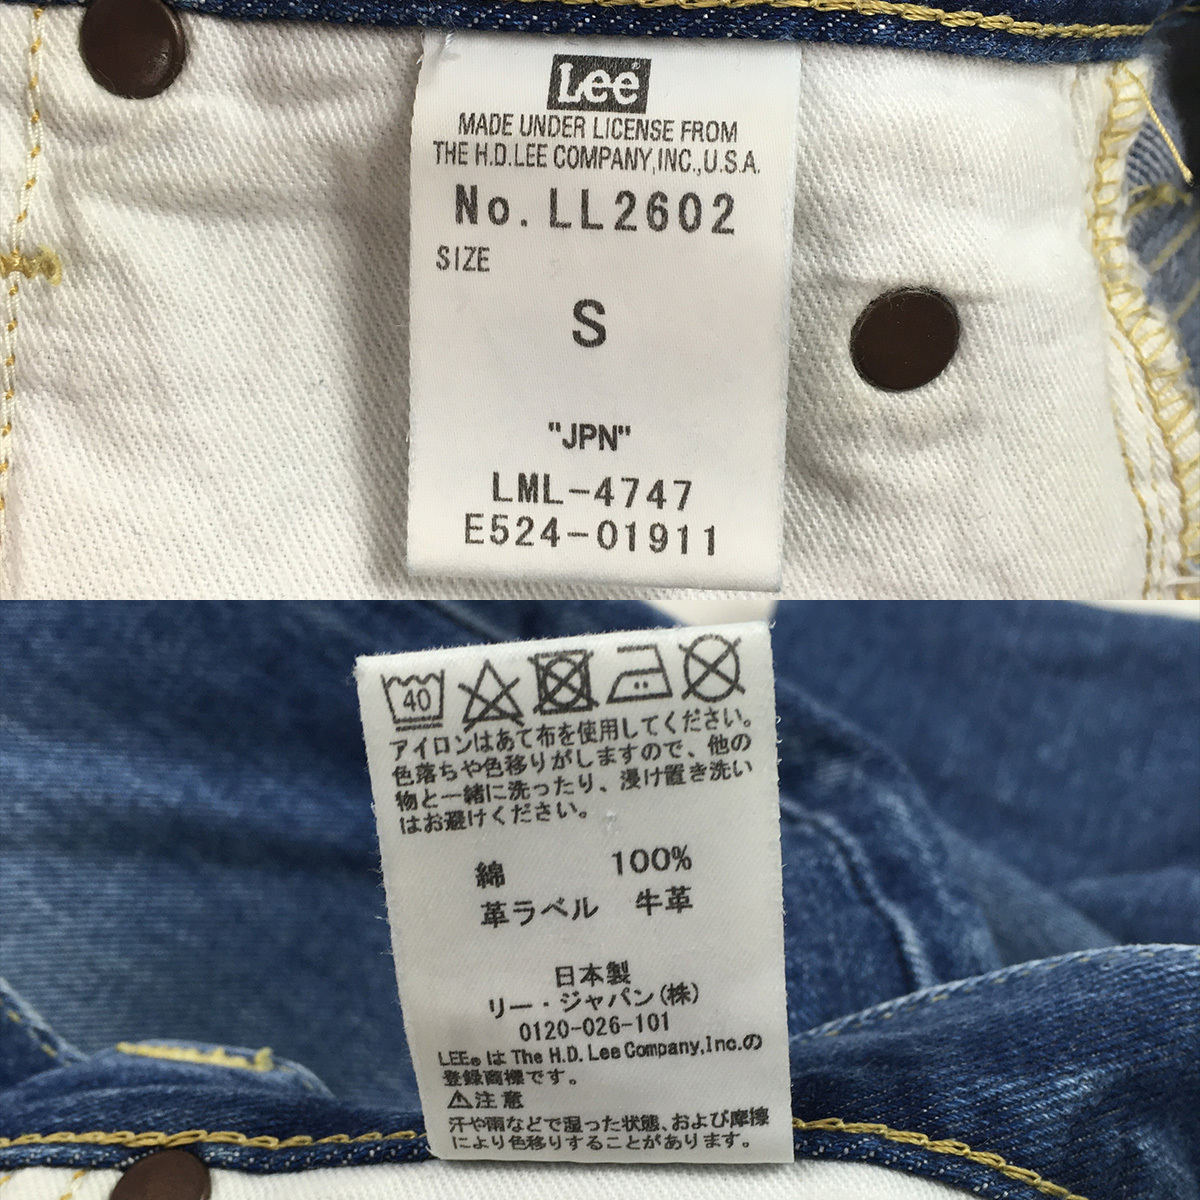 Lee
MADE UNDER LICENSE FROM
THE H.D.LEE COMPANY,INC.,U.S.A.
No. LL2602
SIZE
S
"JPN"
LML-4747
E524-01911
40
アイロンはあて布を使用してください。
色落ちや色移りがしますので、他の
物と一緒に洗ったり、浸け置き洗い
はお避けください。
綿 100%
革ラベル 牛革
日本製
リー・ジャパン(株)
0120-026-101
LEE®は The H.D. Lee Company,Inc.の
登録商標です。
⚠注意
汗や雨などで湿った状態、および摩擦
により色移りすることがあります。